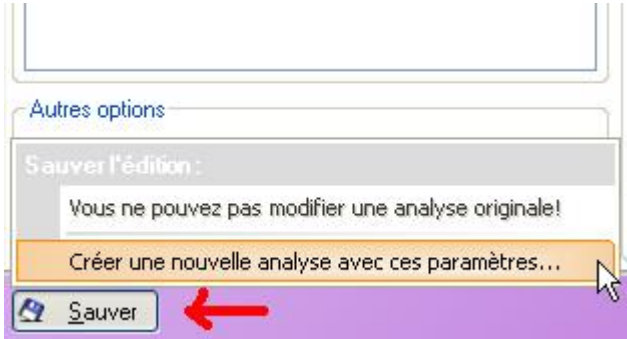 Autres options
Sauver l'édition :
Vous ne pouvez pas modifier une analyse originale!
Créer une nouvelle analyse avec ces paramètres...
Sauver